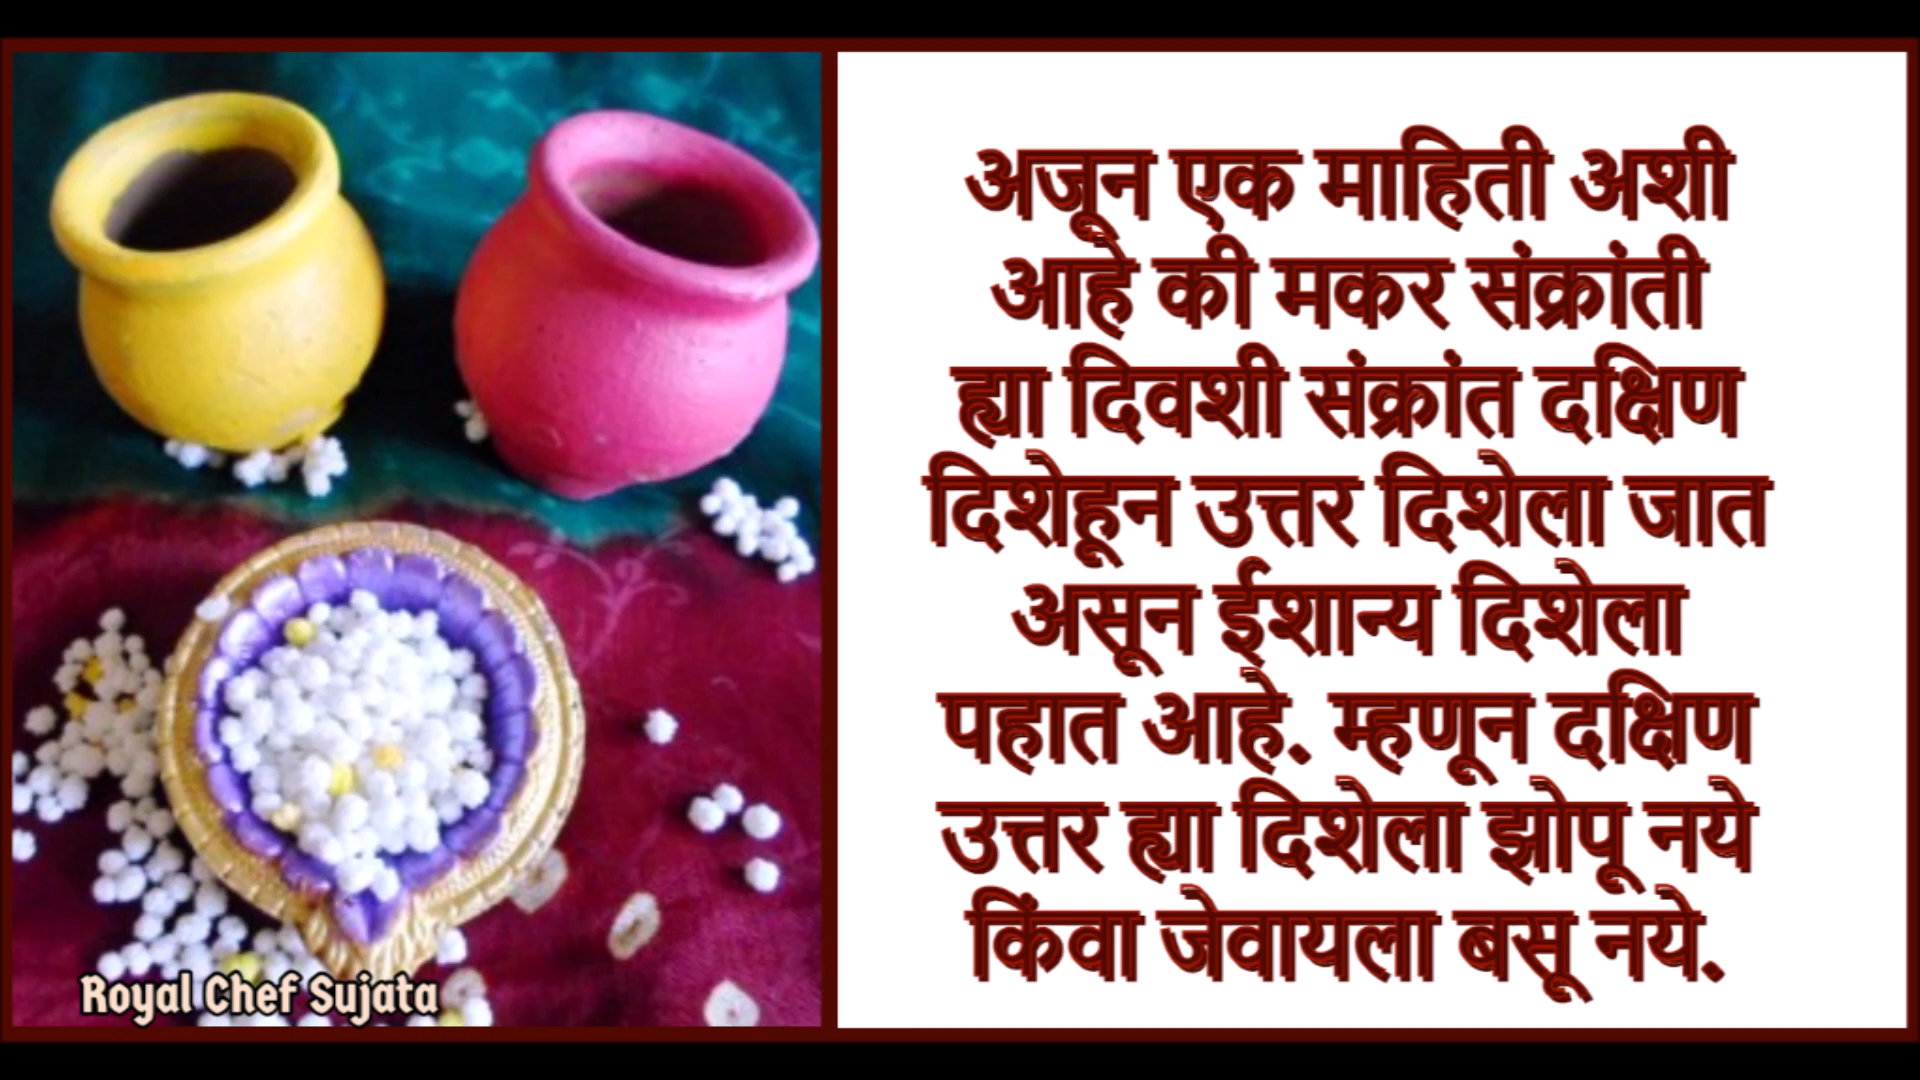 अजून एक माहिती अशी
आहे की मकर संक्रांती
ह्या दिवशी संक्रांत दक्षिण
दिशेहून उत्तर दिशेला जात
असून ईशान्य दिशेला
पहात आहे. म्हणून दक्षिण
उत्तर ह्या दिशेला झोपू नये
किंवा जेवायला बसू नये.
Royal Chef Sujata